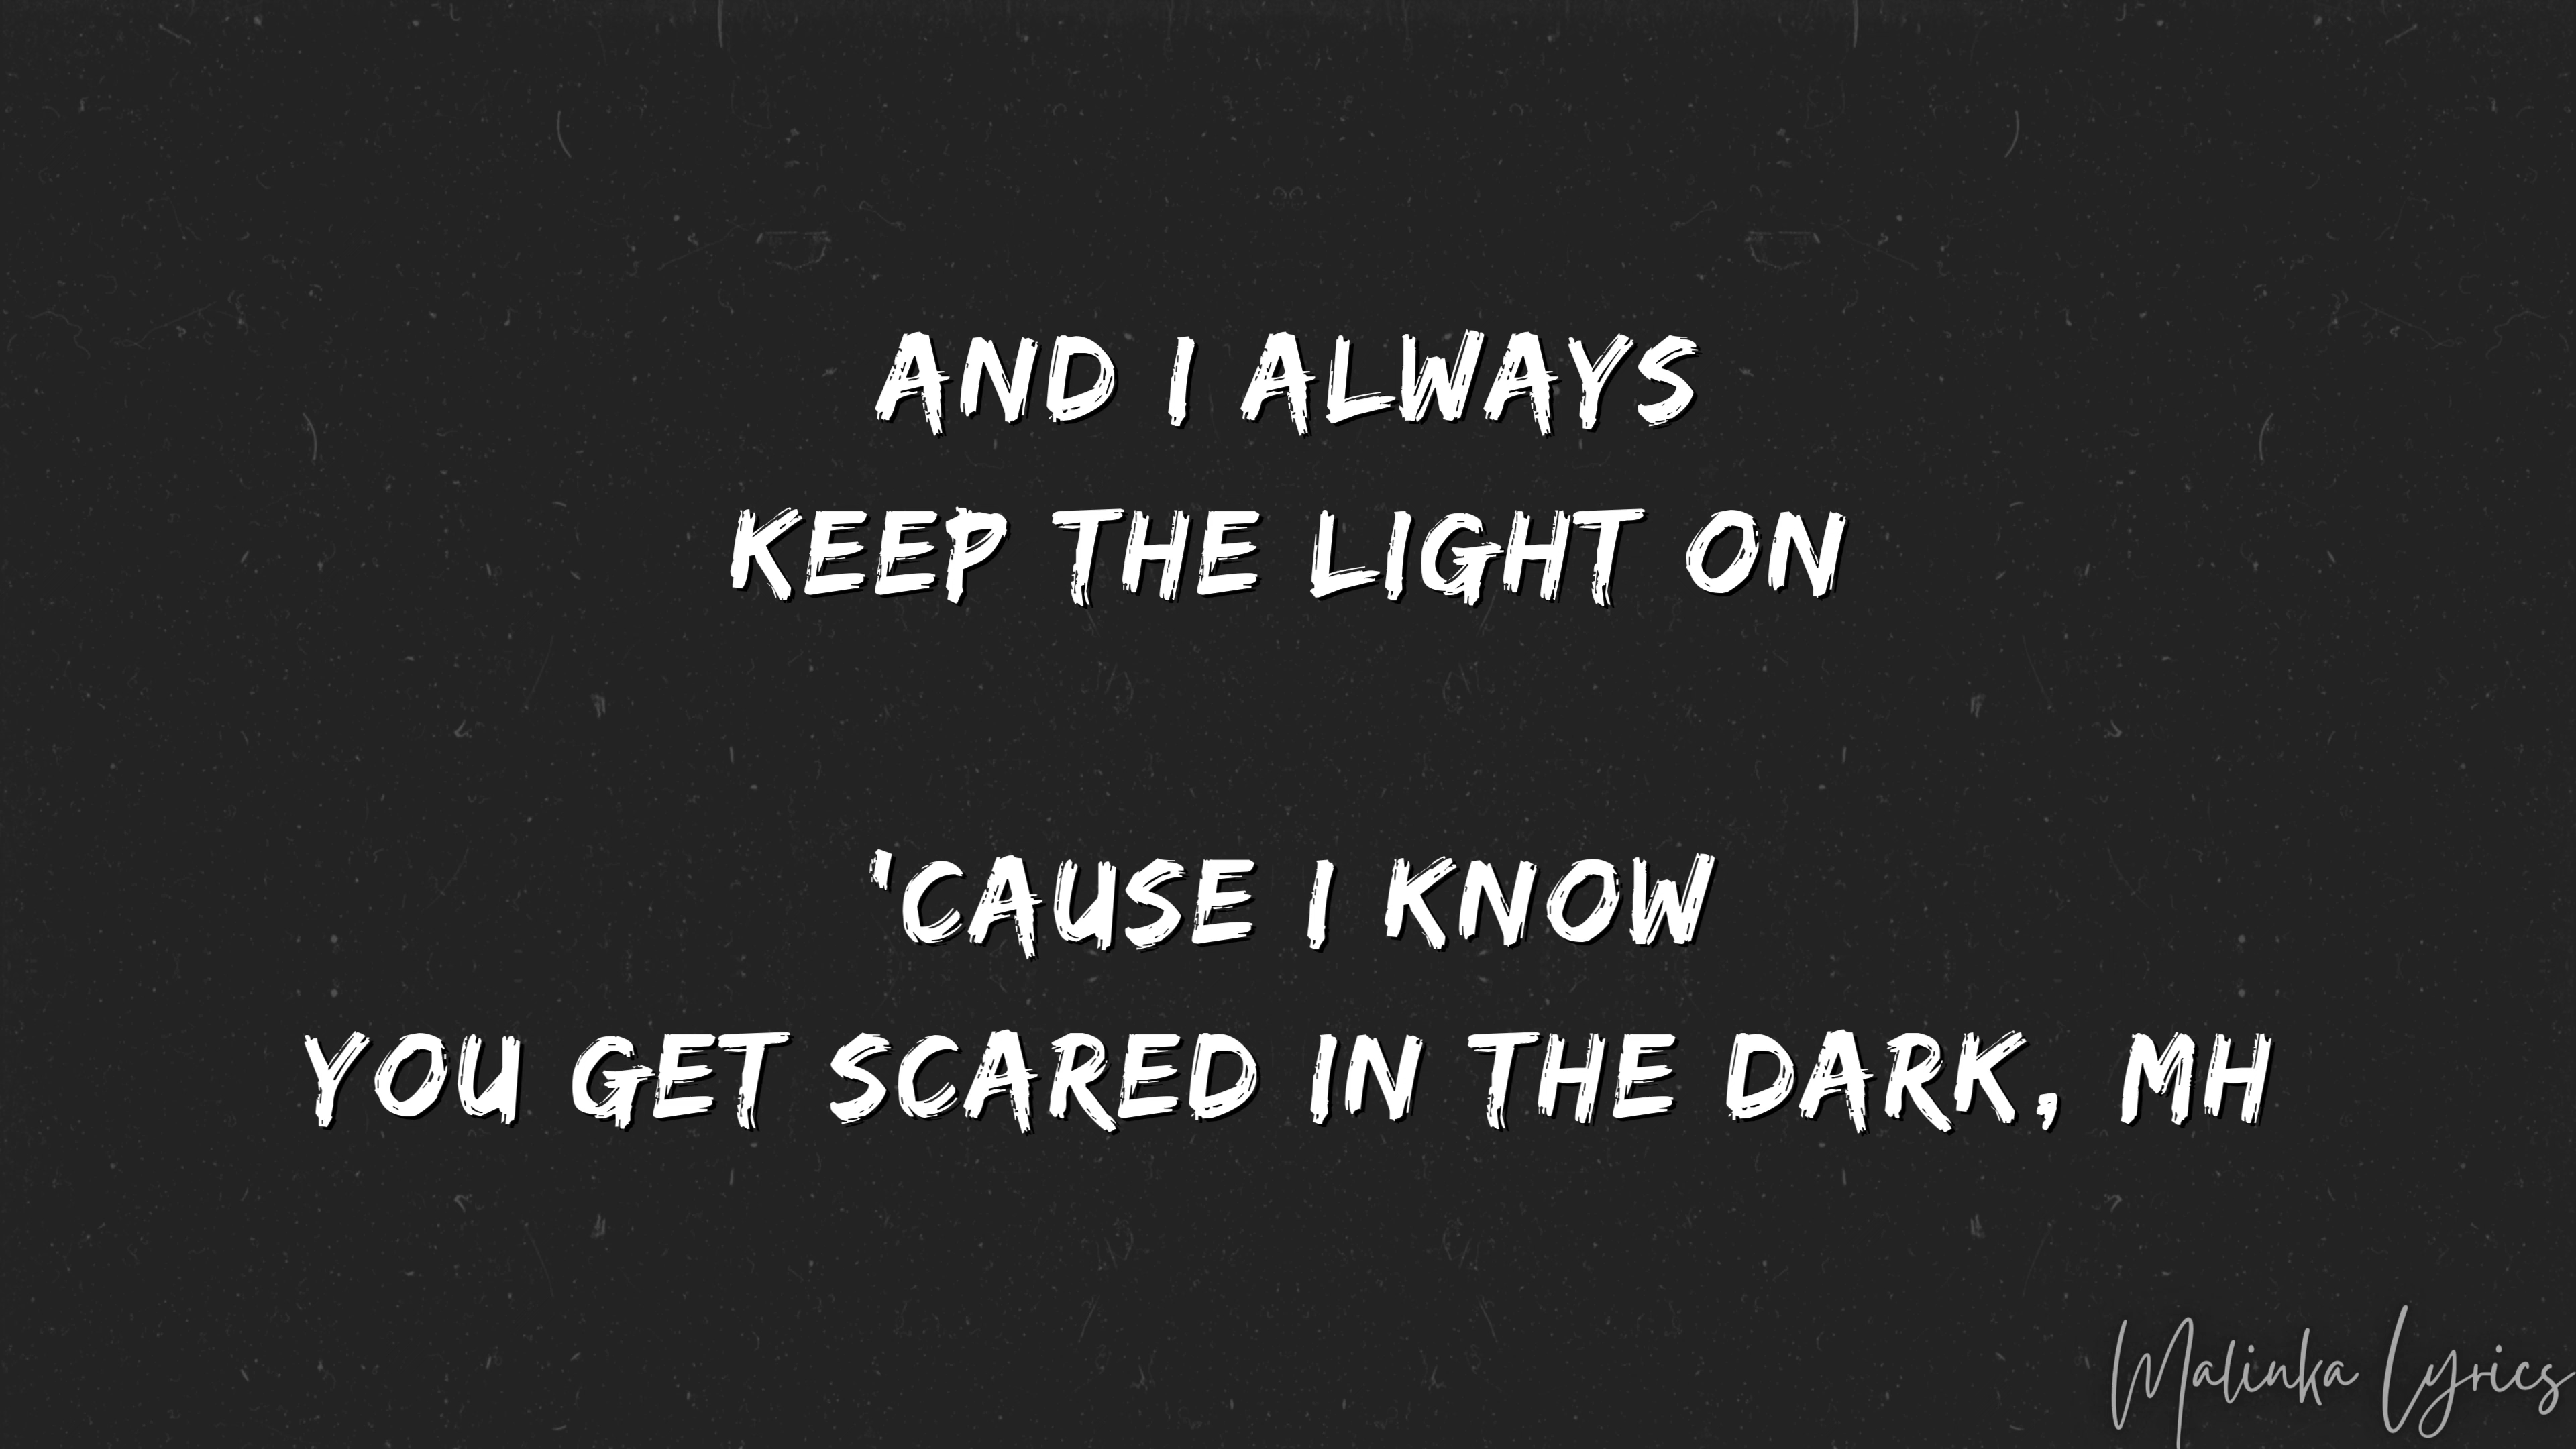 AND I ALWAYS
KEEP THE LIGHT ON
'CAUSE I KNOW
YOU GET SCARED IN THE DARK, MH
Malinka Lyrics